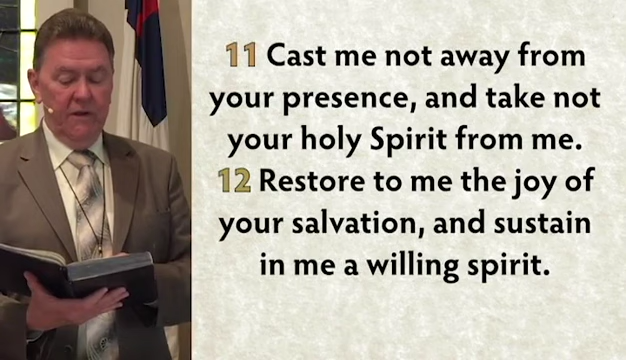 11 Cast me not away from
your presence, and take not
your holy Spirit from me.
12 Restore to me the joy of
your salvation, and sustain
in me a willing spirit.